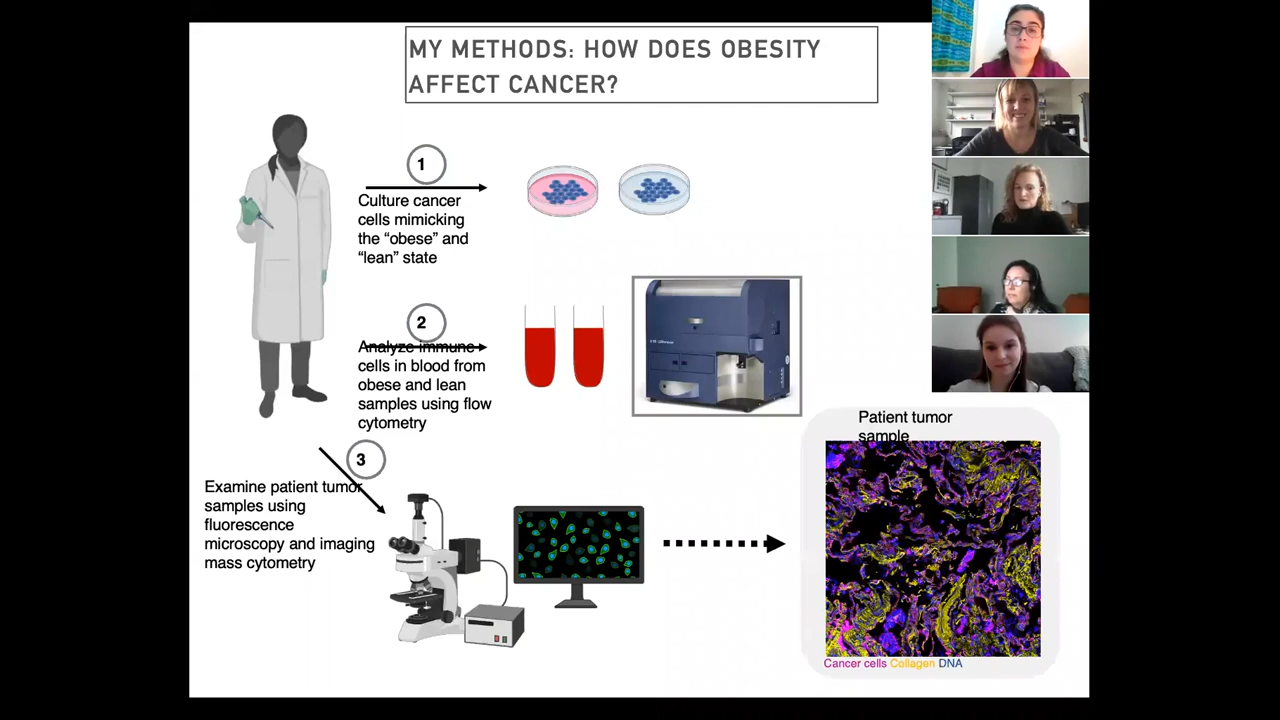 MY METHODS: HOW DOES OBESITY
AFFECT CANCER?
1
Culture cancer
cells mimicking
the “obese” and
“lean” state
2
Analyze immune
cells in blood from
obese and lean
samples using flow
cytometry
3
Examine patient tumor
samples using
fluorescence
microscopy and imaging
mass cytometry
Patient tumor
sample
Cancer cells Collagen DNA